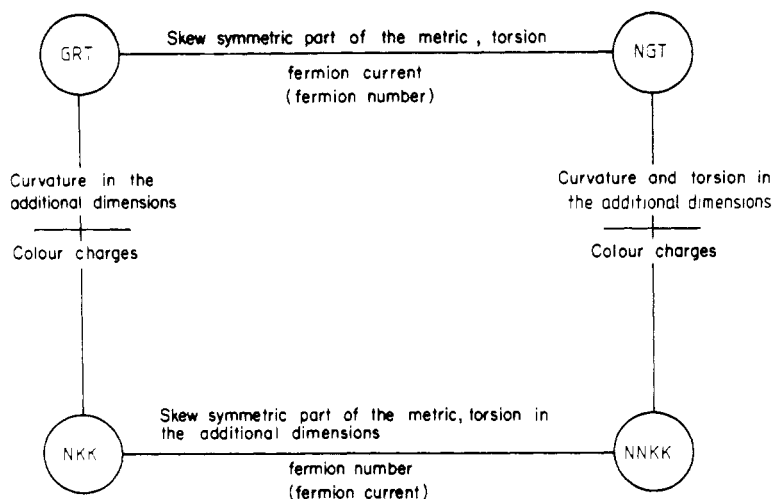 GRT
Skew symmetric part of the metric , torsion
NGT
fermion current
(fermion number)
Curvature in the
additional dimensions
Colour charges
Curvature and torsion in
the additional dimensions
Colour charges
NKK
Skew symmetric part of the metric, torsion in
the additional dimensions
NNKK
fermion number
(fermion current)